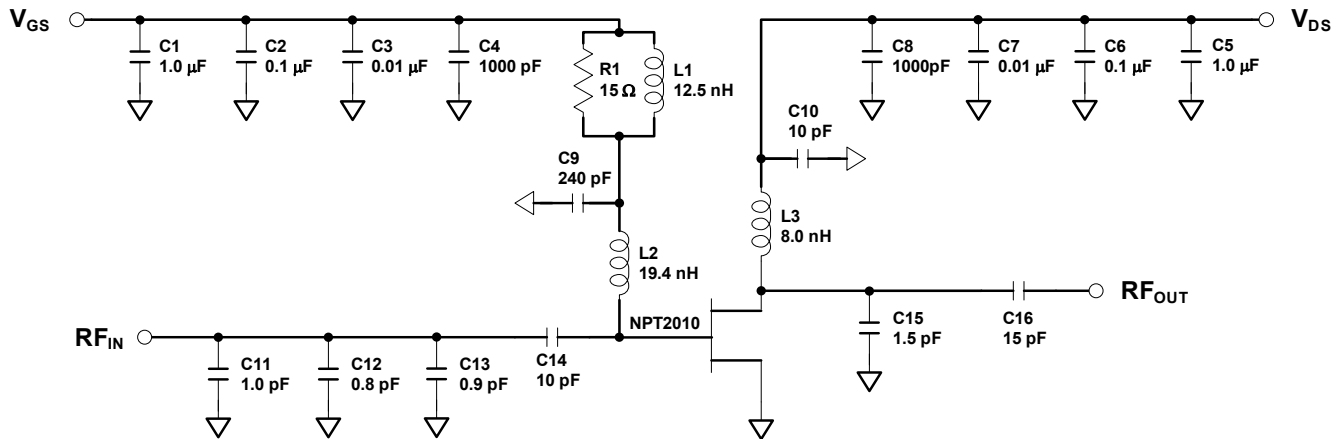 VGS
C1
1.0 μF
C2
0.1 μF
C3
0.01 μF
C4
1000 pF
R1
15 Ω
L1
12.5 nH
C9
240 pF
L2
19.4 nH
VDS
C8
1000pF
C7
0.01 μF
C6
0.1 μF
C5
1.0 μF
C10
10 pF
L3
8.0 nH
RFIN
C11
1.0 pF
C12
0.8 pF
C13
0.9 pF
C14
10 pF
NPT2010
C15
1.5 pF
C16
15 pF
RFOUT